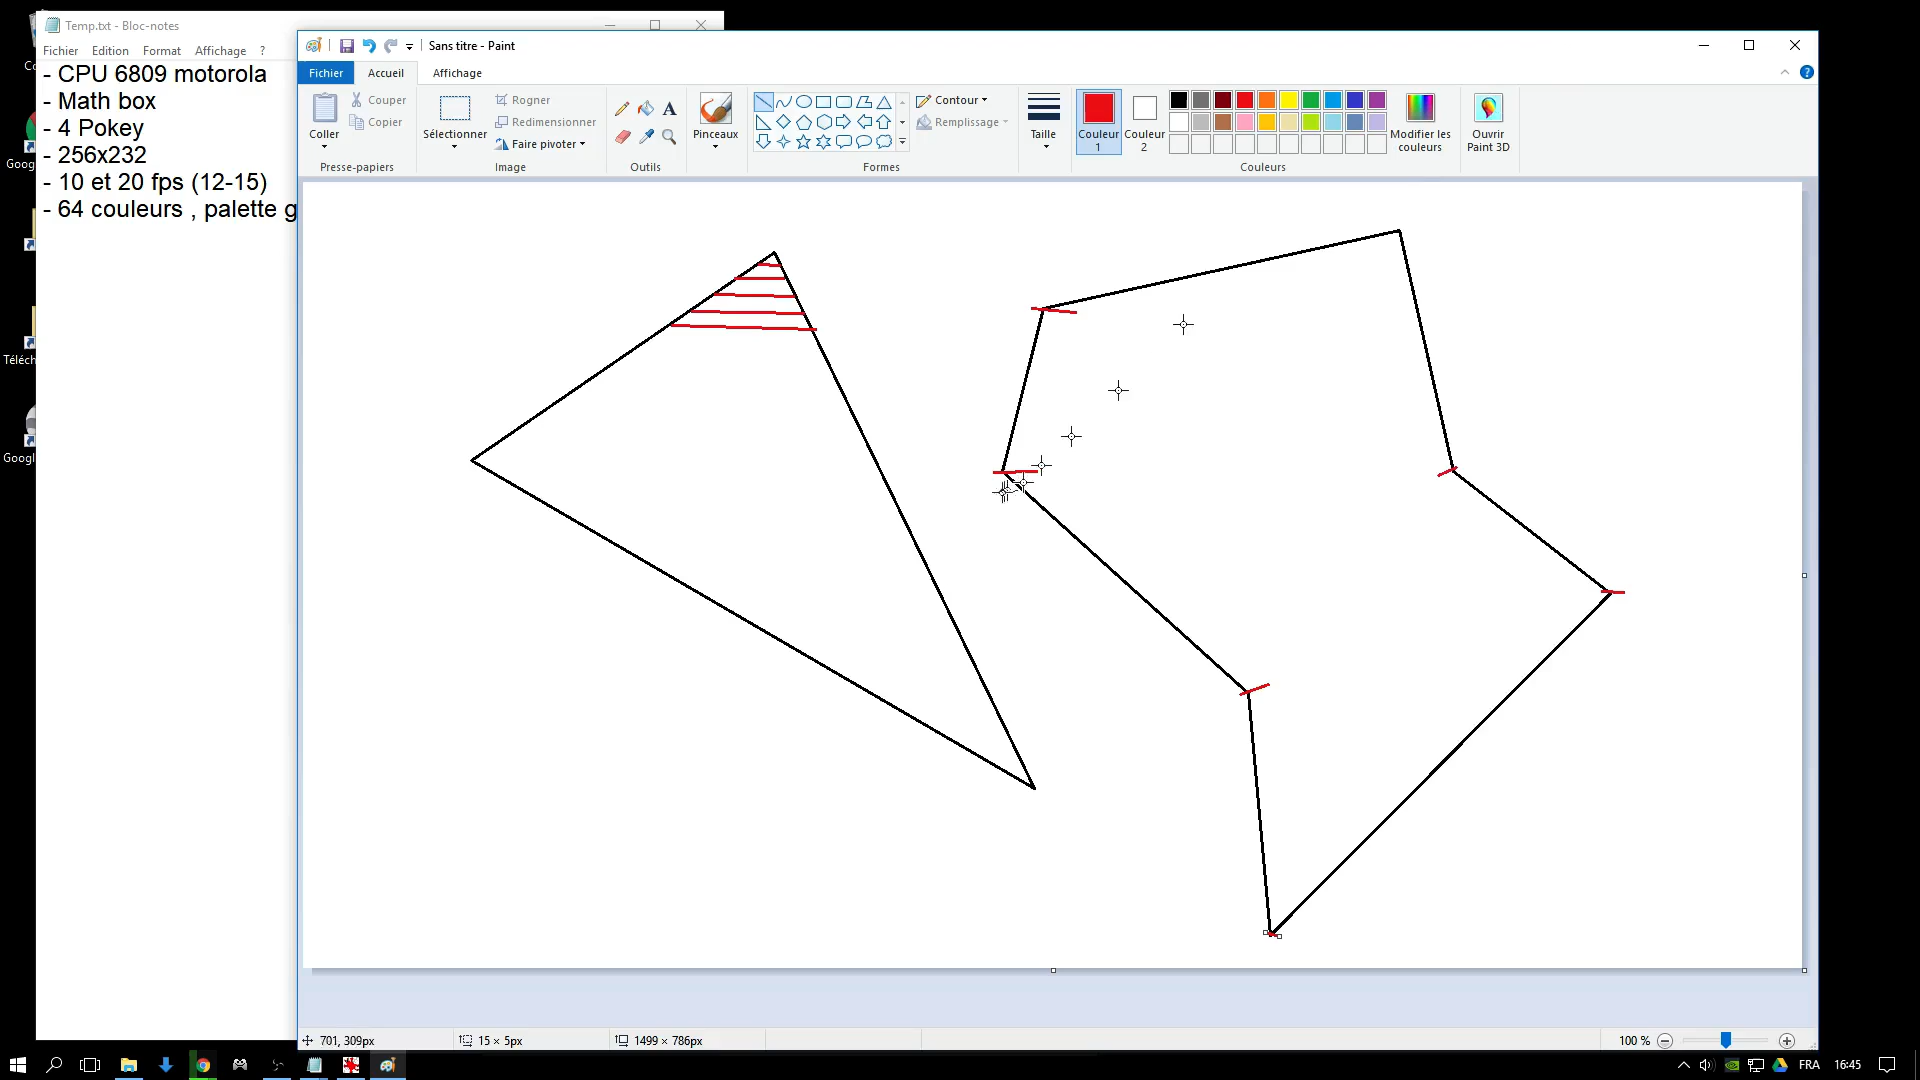 Temp.txt - Bloc-notes
Fichier Edition Format Affichage ?
- CPU 6809 motorola
- Math box
- 4 Pokey
- 256x232
- 10 et 20 fps (12-15)
- 64 couleurs , palette g
Sans titre - Paint
Fichier Accueil Affichage
Coller
Couper
Copier
Presse-papiers
Sélectionner
Rogner
Redimensionner
Faire pivoter
Image
A
Outils
Pinceaux
Contour
Remplissage
Formes
Taille
Couleur 1
Couleur 2
Modifier les couleurs
Couleurs
Ouvrir Paint 3D
Googl
Téléch
Googl
701, 309px
15 × 5px
1499 × 786px
100 %
FRA
16:45